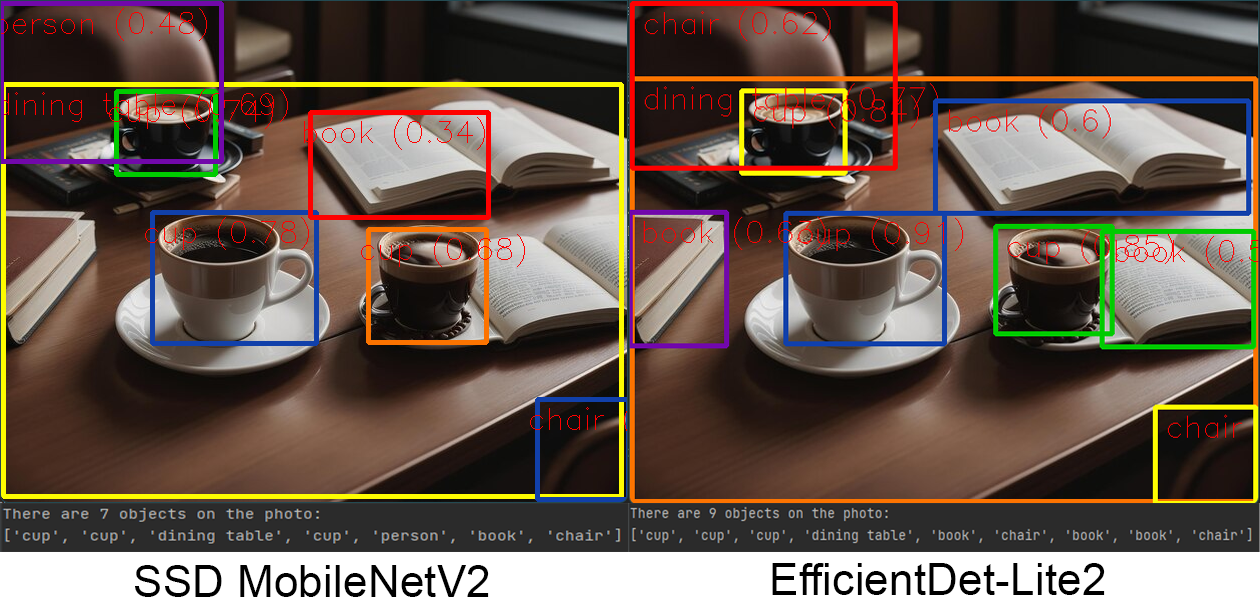 person (0.48)
dining table (0.69)
cup (0.74)
book (0.34)
cup (0.78)
cup (0.68)
chair (
There are 7 objects on the photo:
['cup', 'cup', 'dining table', 'cup', 'person', 'book', 'chair']
SSD MobileNetV2
chair (0.62)
dining table (0.77)
cup (0.84)
book (0.6)
book (0.6
cup (0.91)
cup (0.85)
book (0.5
chair
There are 9 objects on the photo:
['cup', 'cup', 'cup', 'dining table', 'book', 'chair', 'book', 'book', 'chair']
EfficientDet-Lite2